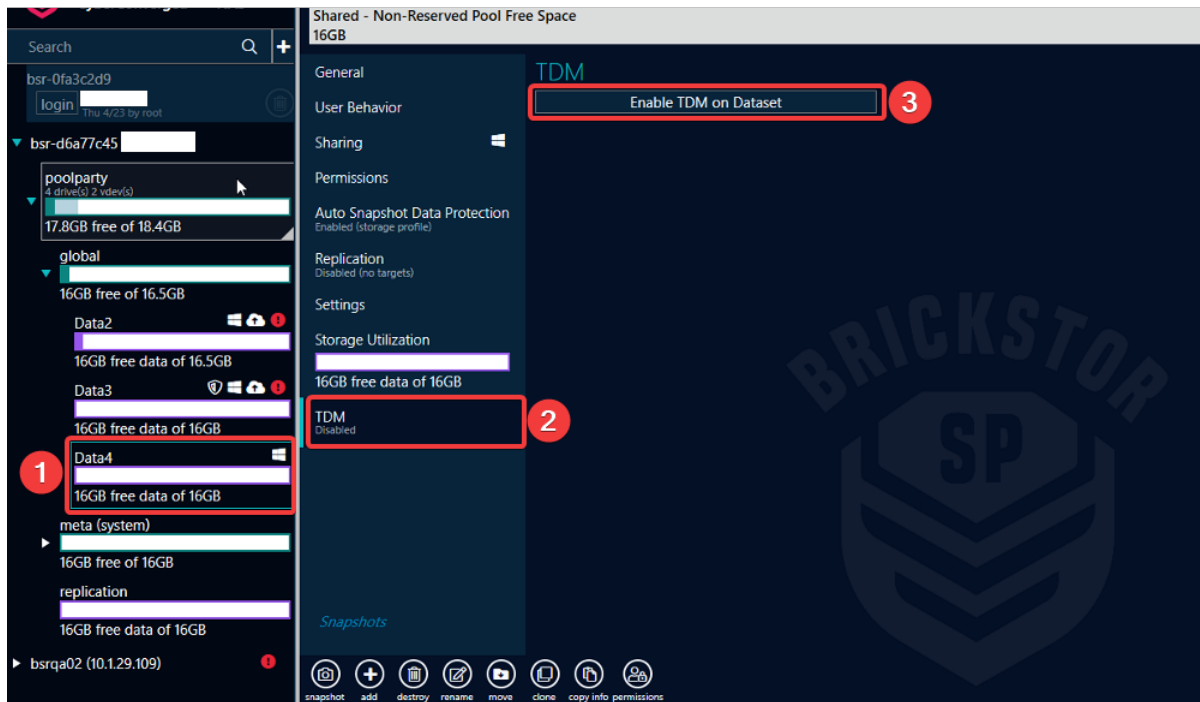 Shared - Non-Reserved Pool Free Space
16GB
Search
bsr-0fa3c2d9
login
Thu 4/23 by root
bsr-d6a77c45
poolparty
4 drive(s) 2 vdev(s)
17.8GB free of 18.4GB
global
16GB free of 16.5GB
Data2
16GB free data of 16.5GB
Data3
16GB free data of 16GB
1
Data4
16GB free data of 16GB
meta (system)
16GB free of 16GB
replication
16GB free data of 16GB
bsrqa02 (10.1.29.109)
General
User Behavior
Sharing
Permissions
Auto Snapshot Data Protection
Enabled (storage profile)
Replication
Disabled (no targets)
Settings
Storage Utilization
16GB free data of 16GB
TDM
Disabled
2
Snapshots
TDM
Enable TDM on Dataset
3
BRICKSTOR
SP
snapshot add destroy rename move clone copy info permissions